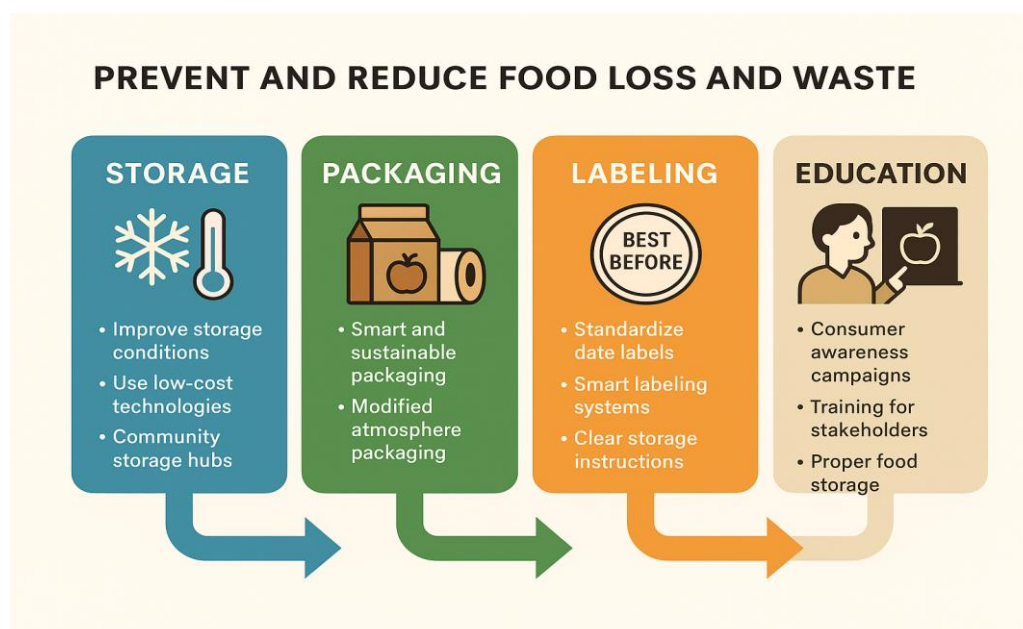 PREVENT AND REDUCE FOOD LOSS AND WASTE
STORAGE
• Improve storage
conditions
• Use low-cost
technologies
• Community
storage hubs
PACKAGING
• Smart and
sustainable
packaging
• Modified
atmosphere
packaging
LABELING
BEST
BEFORE
• Standardize
date labels
• Smart labeling
systems
• Clear storage
instructions
EDUCATION
• Consumer
awareness
campaigns
• Training for
stakeholders
• Proper food
storage